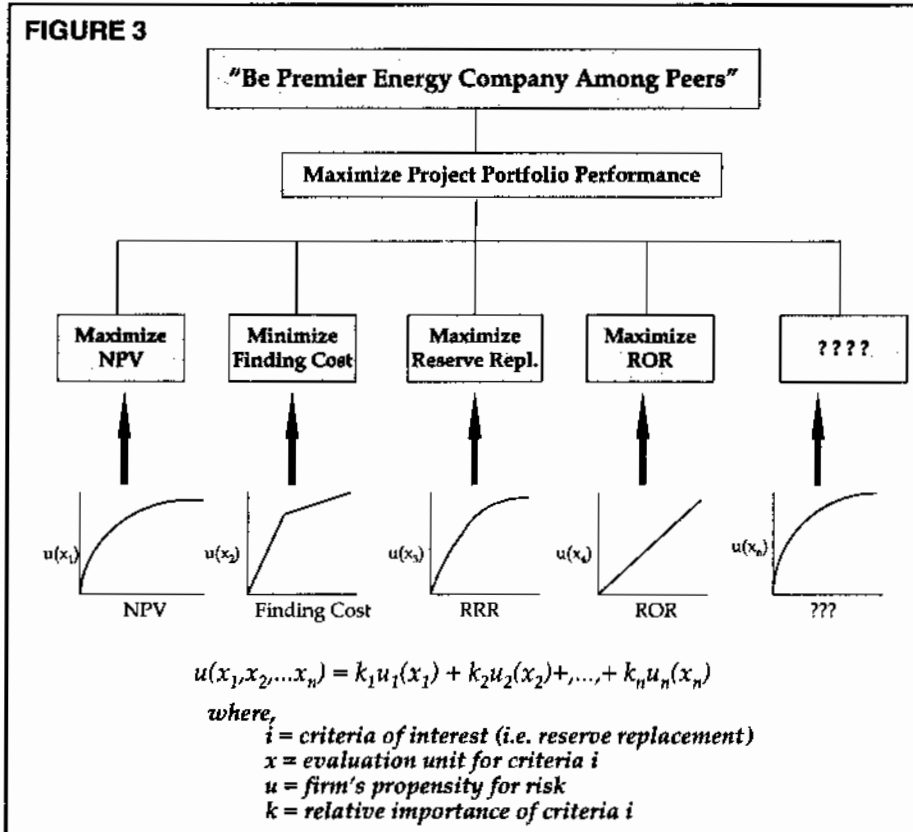 FIGURE 3
"Be Premier Energy Company Among Peers"
Maximize Project Portfolio Performance
Maximize
NPV
Minimize
Finding Cost
Maximize
Reserve Repl.
Maximize
ROR
? ? ? ?
u(x₁)
NPV
u(x₂)
Finding Cost
u(x₃)
RRR
u(x₄)
ROR
u(xₙ)
???
u(x₁,x₂,...xₙ) = k₁u₁(x₁) + k₂u₂(x₂)+,...,+ kₙuₙ(xₙ)
where,
i = criteria of interest (i.e. reserve replacement)
x = evaluation unit for criteria i
u = firm's propensity for risk
k = relative importance of criteria i